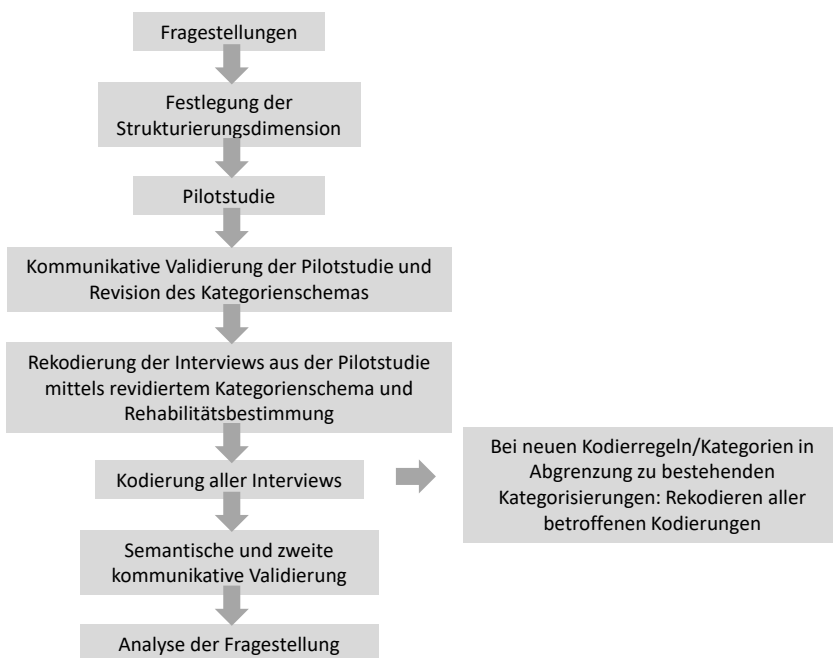 Fragestellungen
Festlegung der
Strukturierungsdimension
Pilotstudie
Kommunikative Validierung der Pilotstudie und
Revision des Kategorienschemas
Rekodierung der Interviews aus der Pilotstudie
mittels revidiertem Kategorienschema und
Rehabilitätsbestimmung
Kodierung aller Interviews
Bei neuen Kodierregeln/Kategorien in
Abgrenzung zu bestehenden
Kategorisierungen: Rekodieren aller
betroffenen Kodierungen
Semantische und zweite
kommunikative Validierung
Analyse der Fragestellung